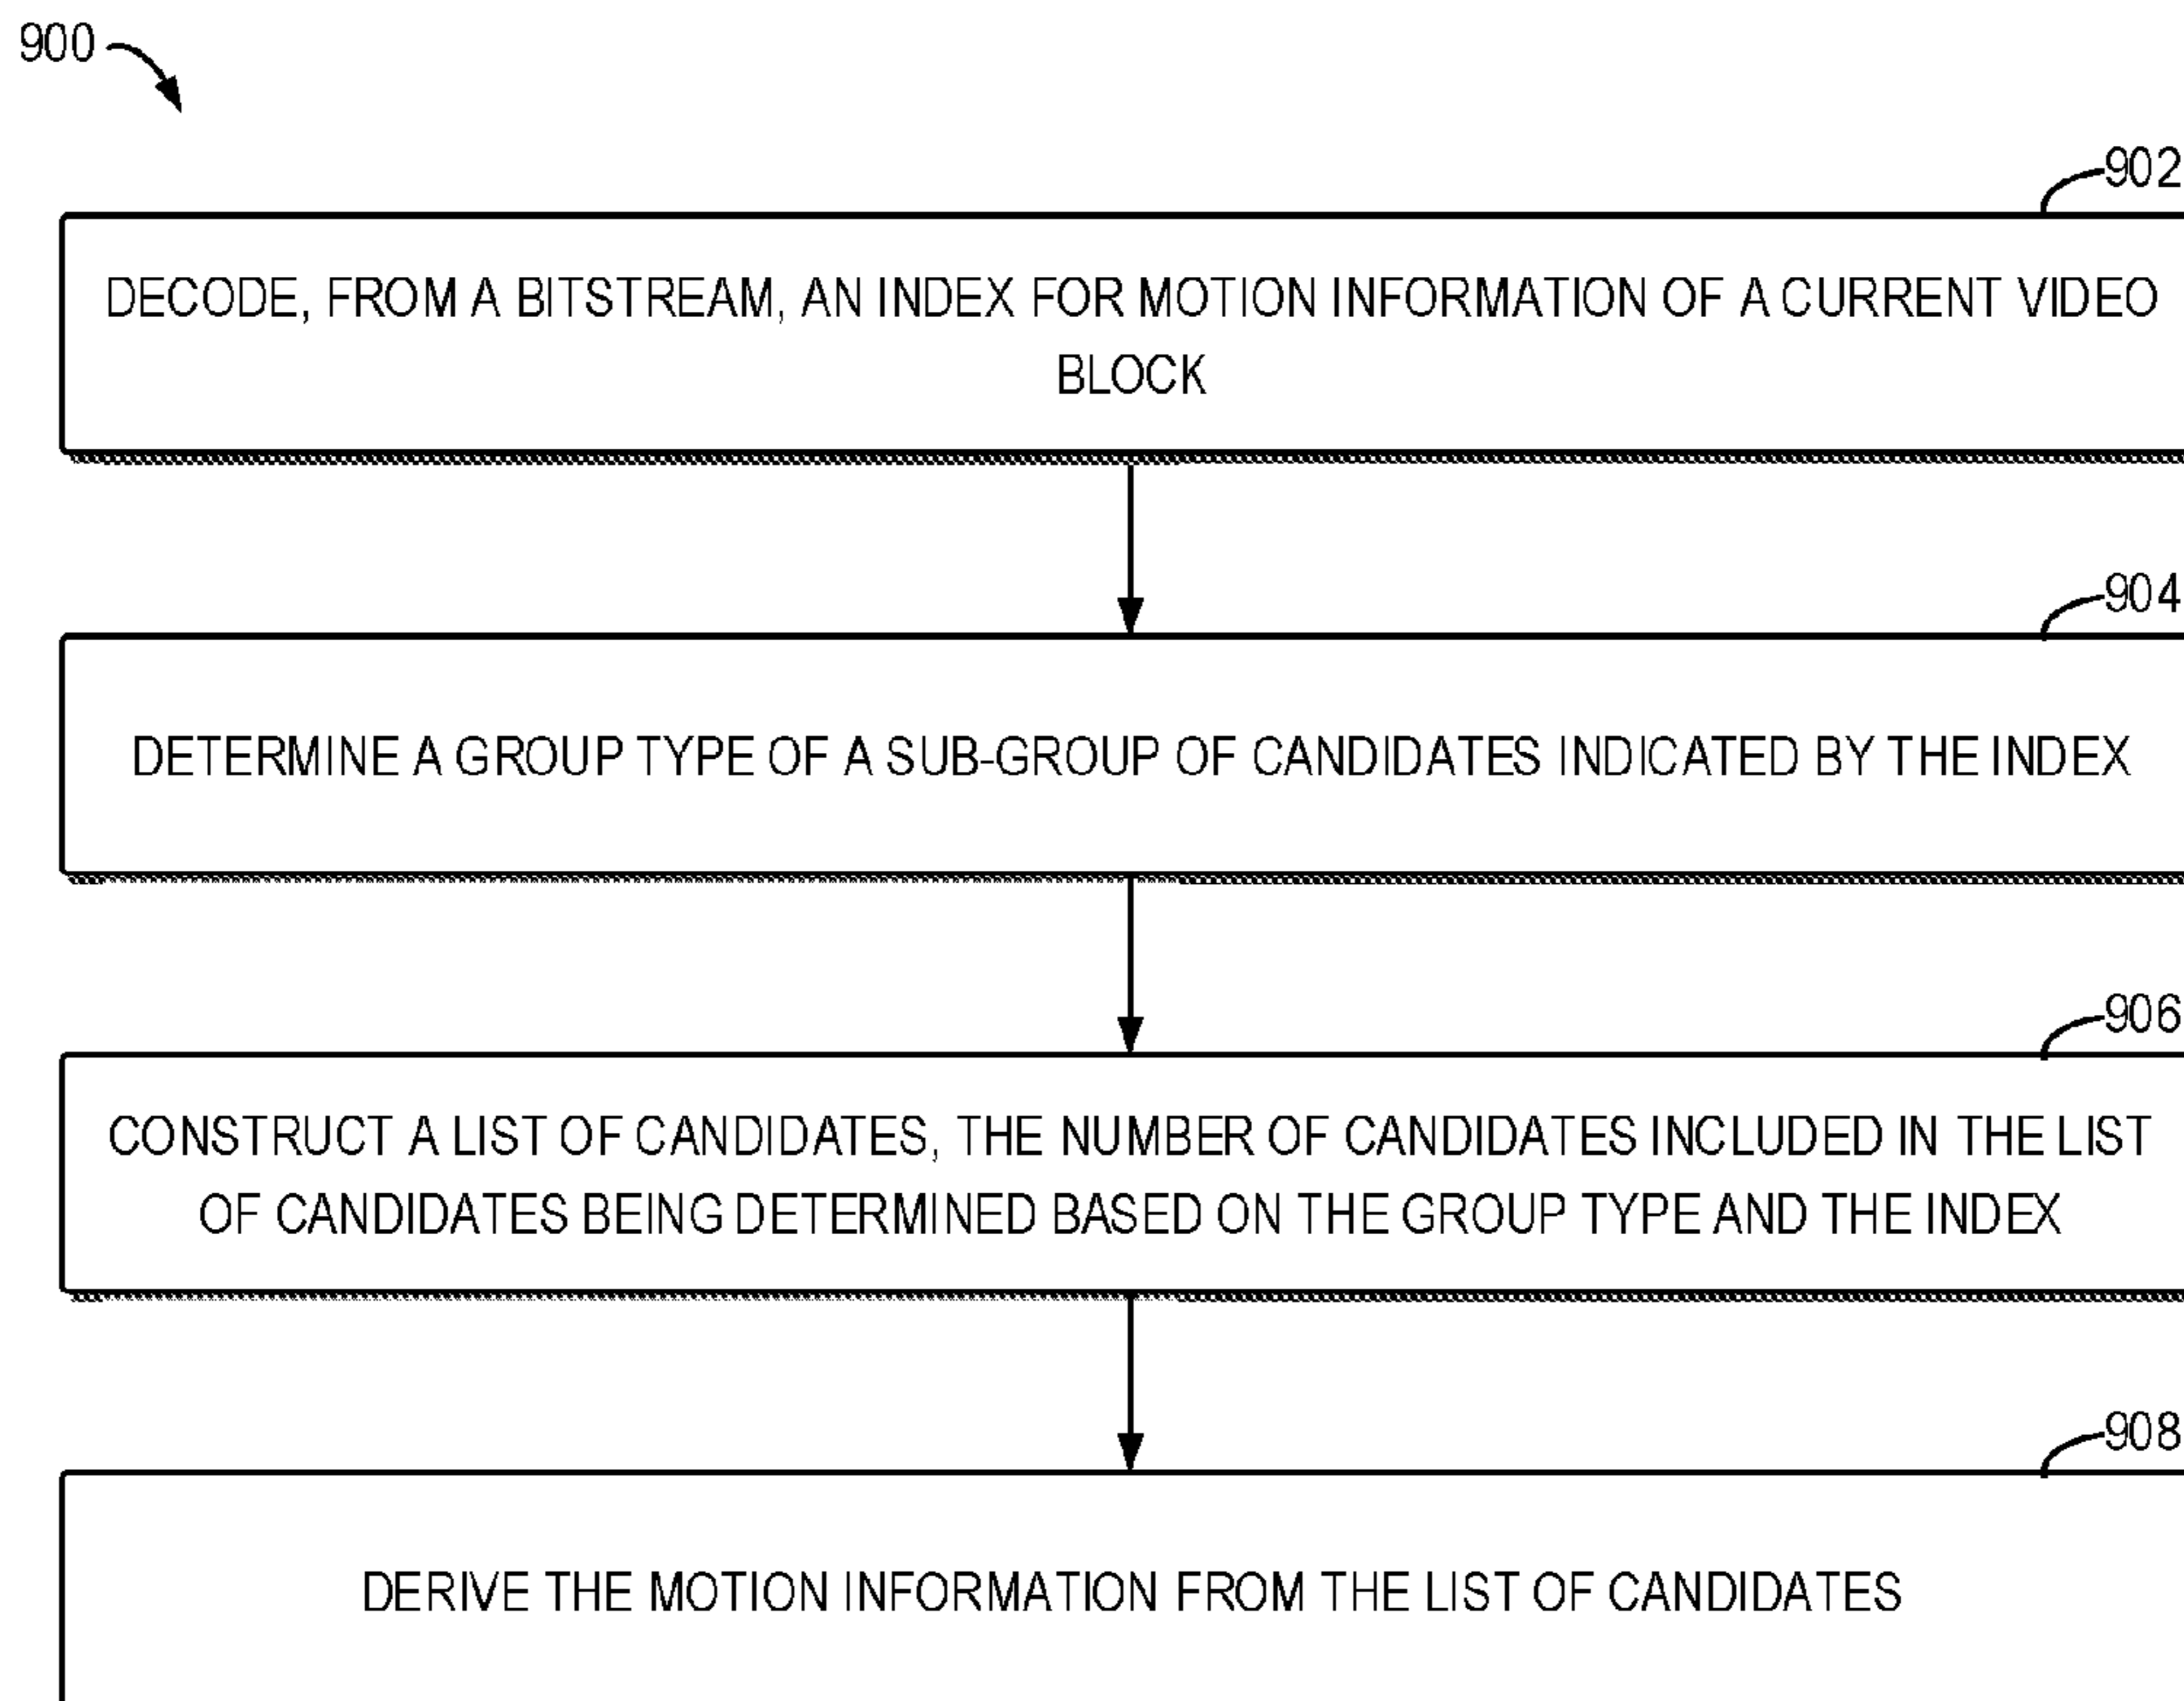 900
902
DECODE, FROM A BITSTREAM, AN INDEX FOR MOTION INFORMATION OF A CURRENT VIDEO
BLOCK
904
DETERMINE A GROUP TYPE OF A SUB-GROUP OF CANDIDATES INDICATED BY THE INDEX
906
CONSTRUCT A LIST OF CANDIDATES, THE NUMBER OF CANDIDATES INCLUDED IN THE LIST
OF CANDIDATES BEING DETERMINED BASED ON THE GROUP TYPE AND THE INDEX
908
DERIVE THE MOTION INFORMATION FROM THE LIST OF CANDIDATES